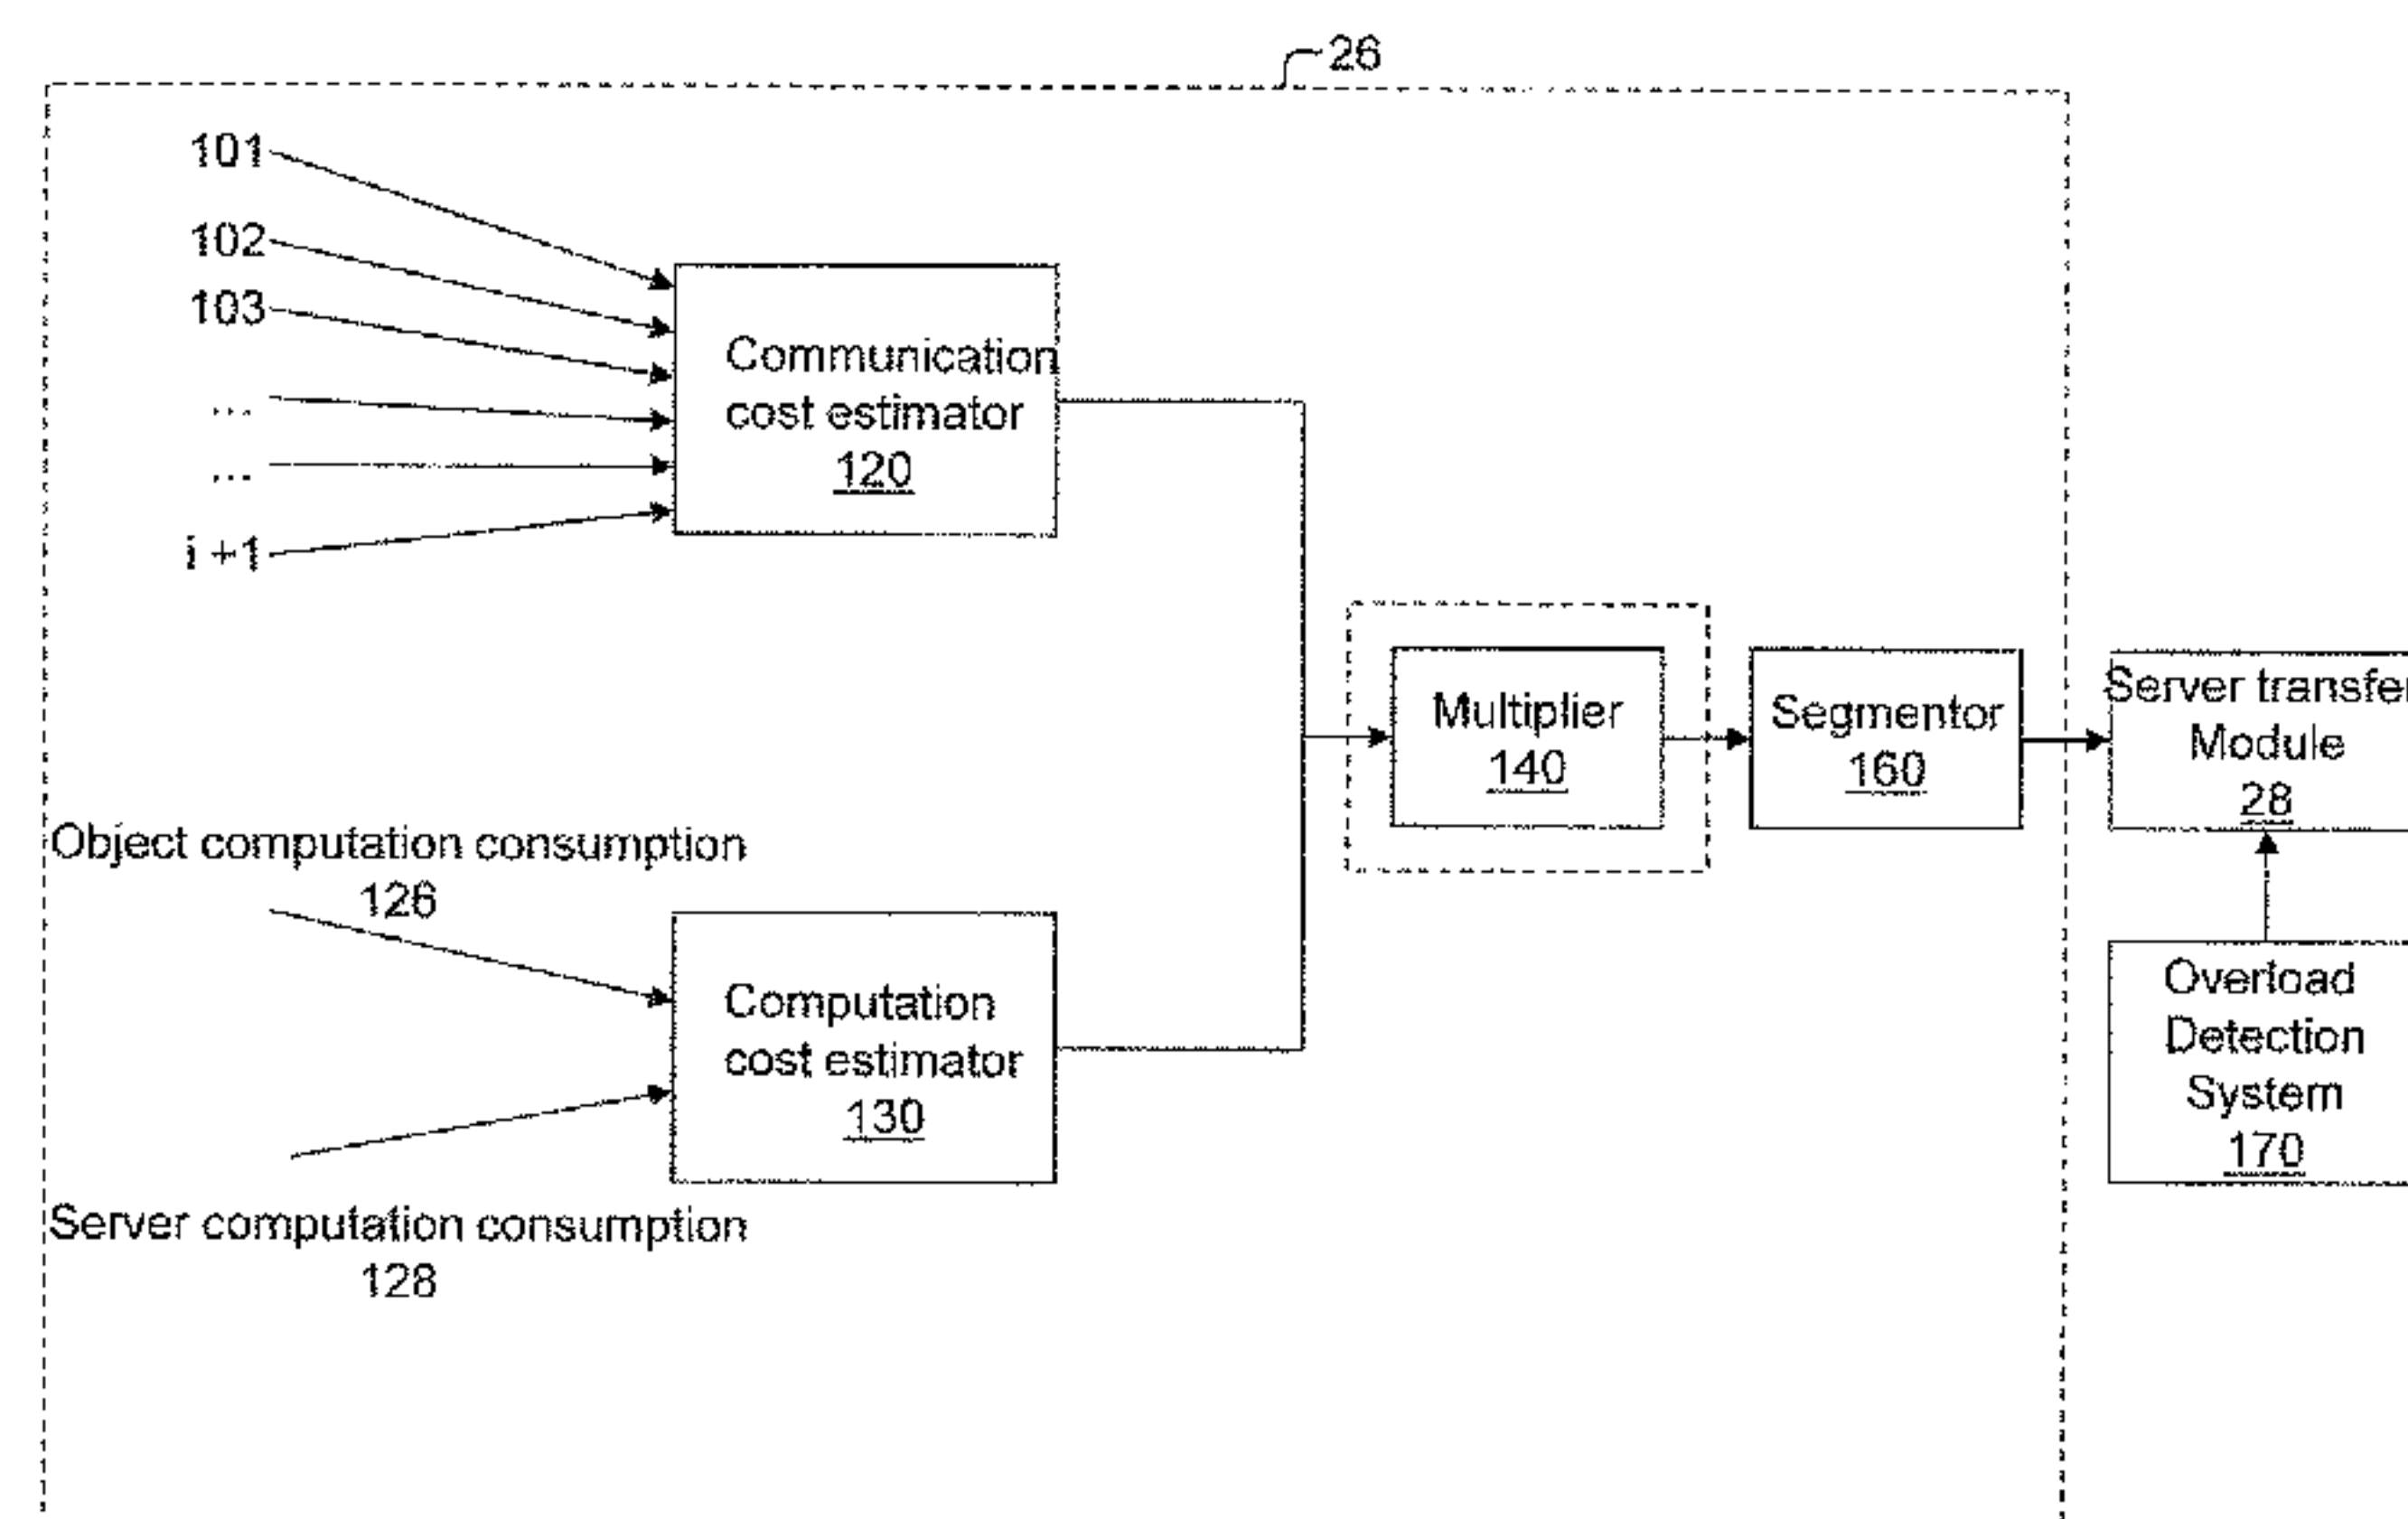 26
101
102
103
...
...
i +1
Communication
cost estimator
120
Multiplier
140
Segmentor
160
Server transfer
Module
28
Object computation consumption
126
Computation
cost estimator
130
Overload
Detection
System
170
Server computation consumption
128